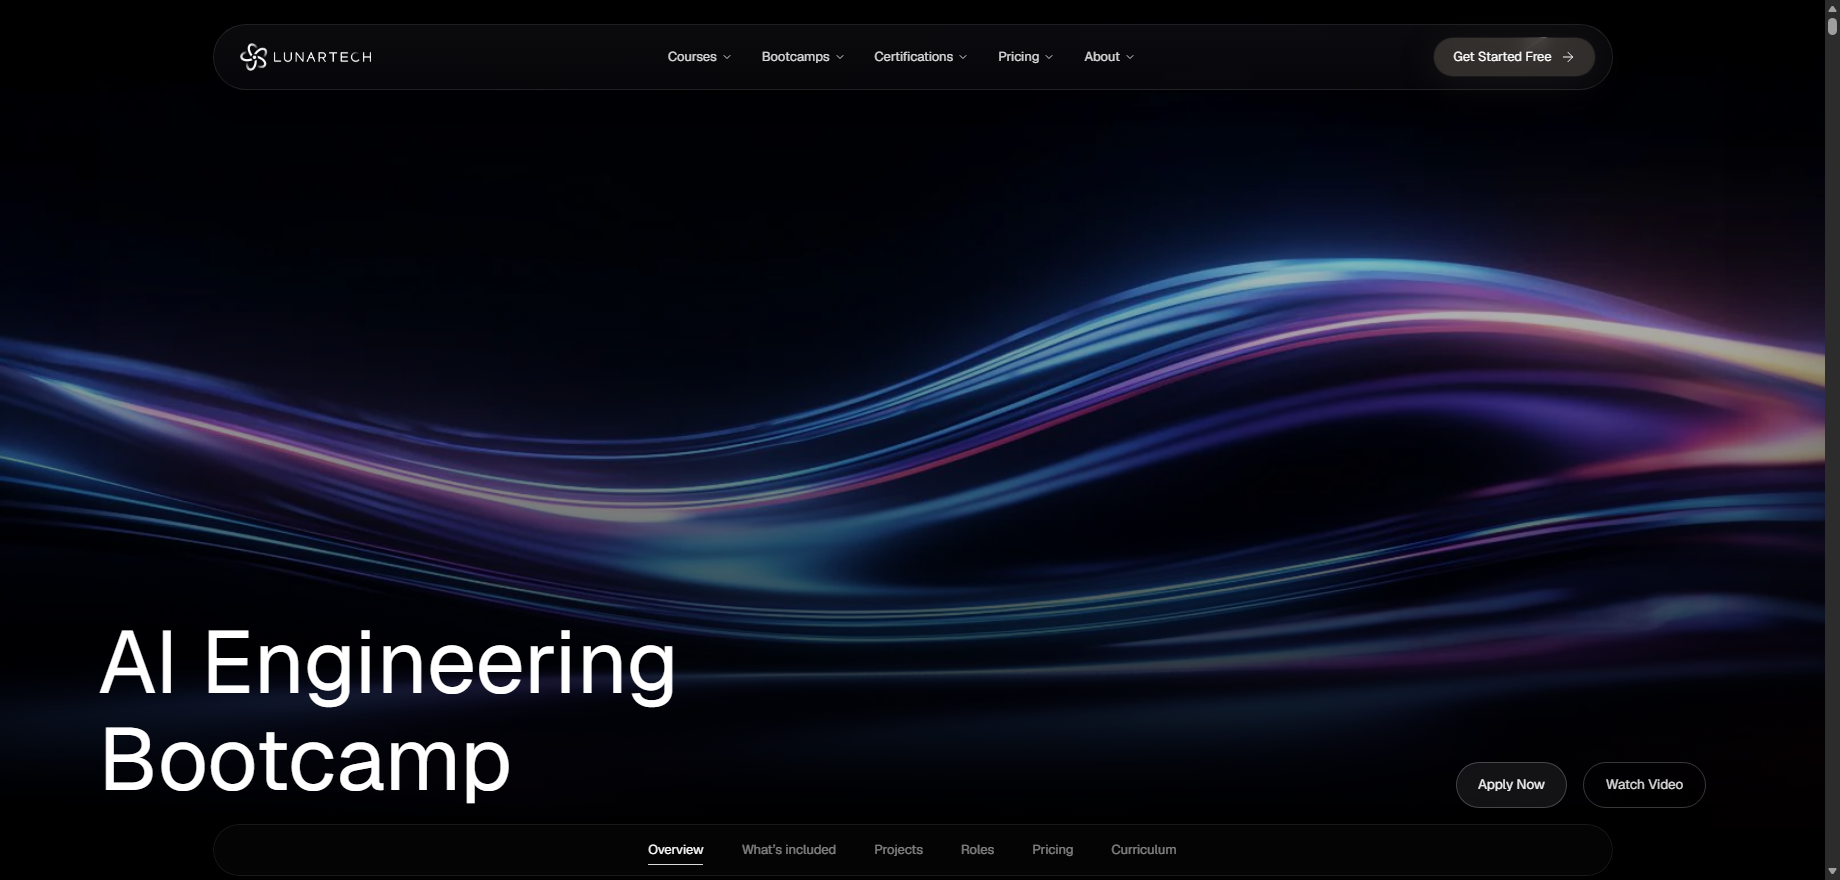 LUNARTECH
Courses
Bootcamps
Certifications
Pricing
About
Get Started Free
AI Engineering
Bootcamp
Apply Now
Watch Video
Overview
What's included
Projects
Roles
Pricing
Curriculum